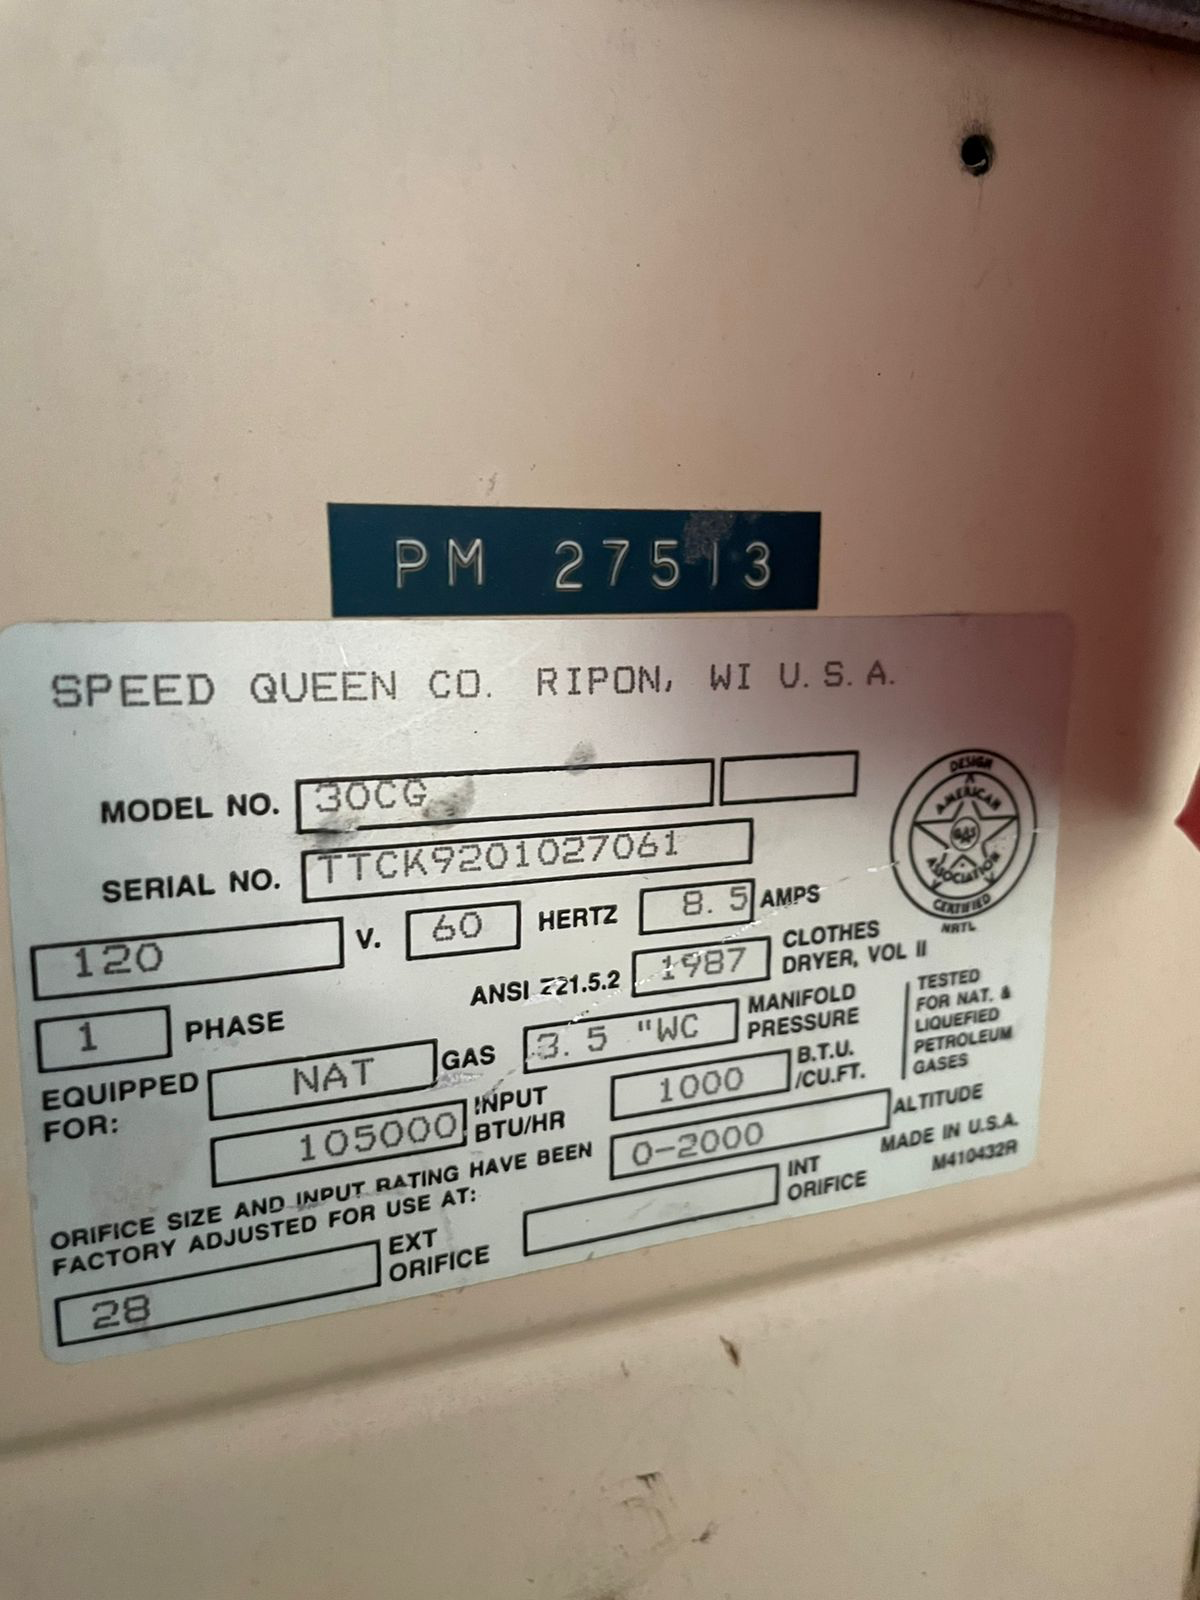 PM 27513
SPEED QUEEN CO. RIPON, WI U.S.A.
MODEL NO. 30CG
SERIAL NO. TTCK9201027061
120 V. 60 HERTZ 8.5 AMPS
1 PHASE
ANSI Z21.5.2 1987 CLOTHES
DRYER, VOL II
EQUIPPED
FOR: NAT GAS
3.5 "WC MANIFOLD
PRESSURE
105000 INPUT
BTU/HR
1000 B.T.U.
/CU.FT.
TESTED
FOR NAT. &
LIQUEFIED
PETROLEUM
GASES
ORIFICE SIZE AND INPUT RATING HAVE BEEN
FACTORY ADJUSTED FOR USE AT:
0-2000 ALTITUDE
28 EXT
ORIFICE
INT
ORIFICE
MADE IN U.S.A.
M410432R
DESIGN
AMERICAN
GAS
ASSOCIATION
CERTIFIED
NRTL